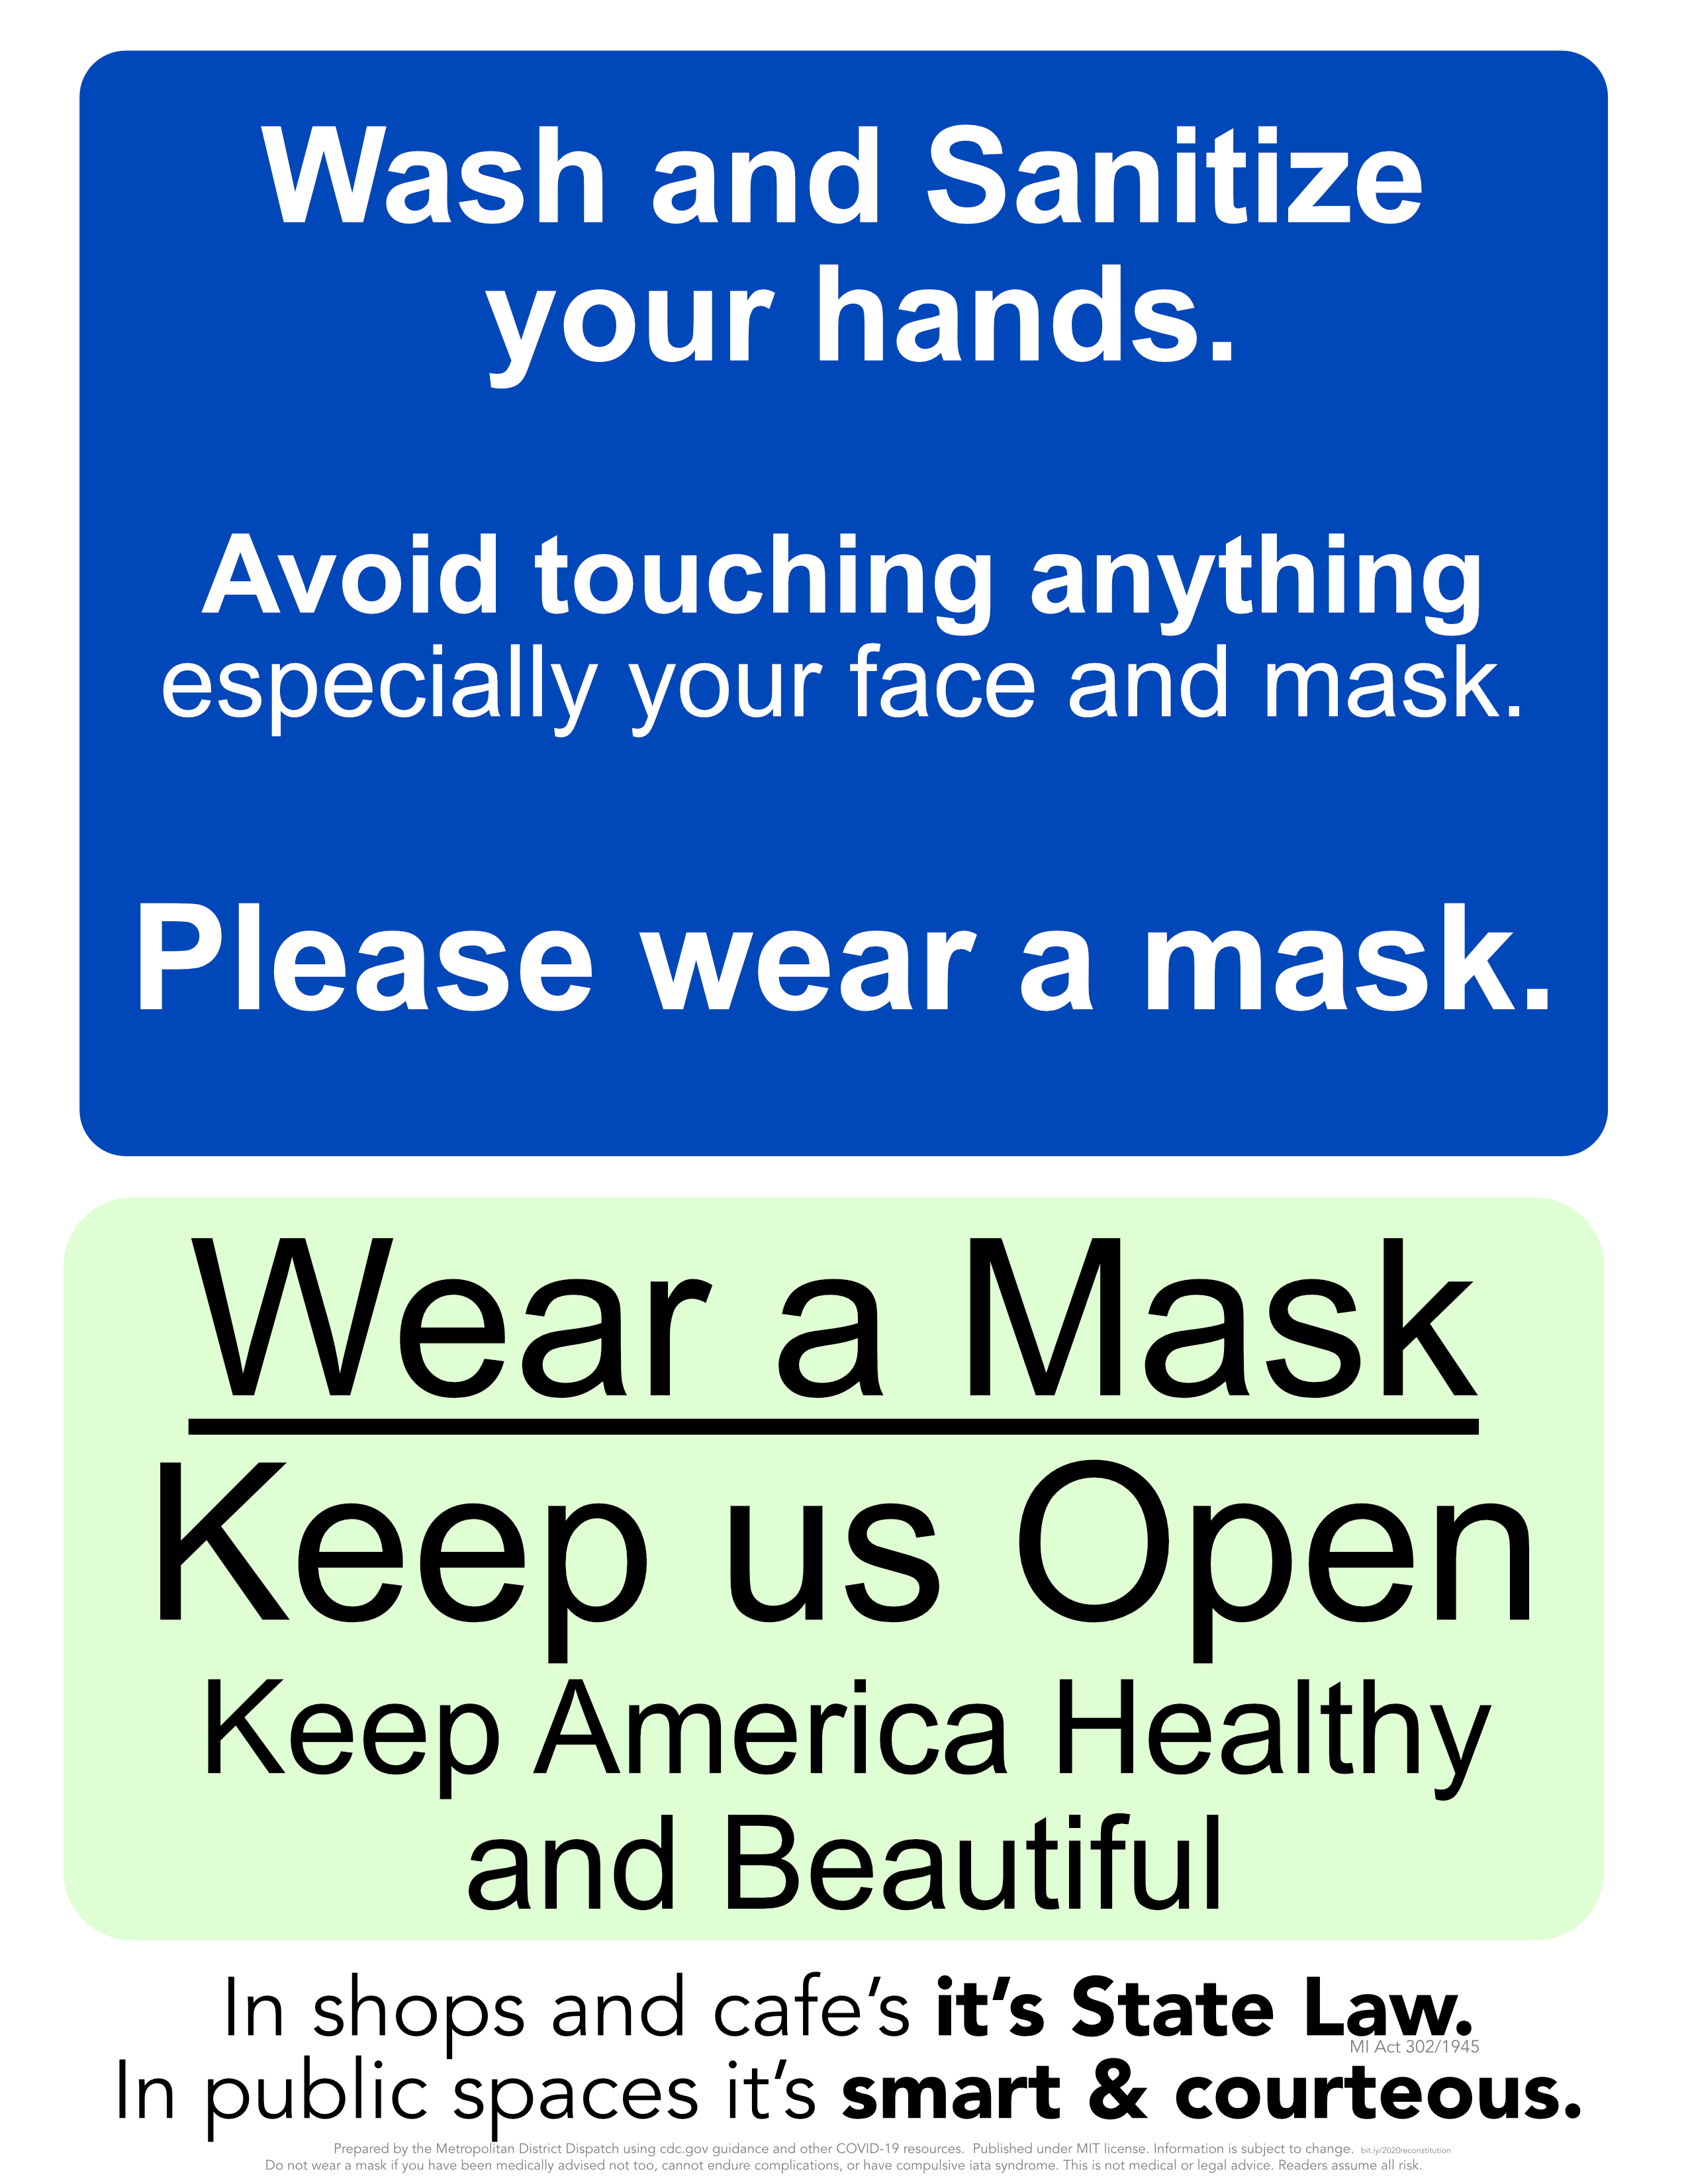 Wash and Sanitize
your hands.
Avoid touching anything
especially your face and mask.
Please wear a mask.
Wear a Mask
Keep us Open
Keep America Healthy
and Beautiful
In shops and cafe’s it’s State Law.
MI Act 302/1945
In public spaces it’s smart & courteous.
Prepared by the Metropolitan District Dispatch using cdc.gov guidance and other COVID-19 resources. Published under MIT license. Information is subject to change. bit.ly/2020reconstitution
Do not wear a mask if you have been medically advised not too, cannot endure complications, or have compulsive iata syndrome. This is not medical or legal advice. Readers assume all risk.